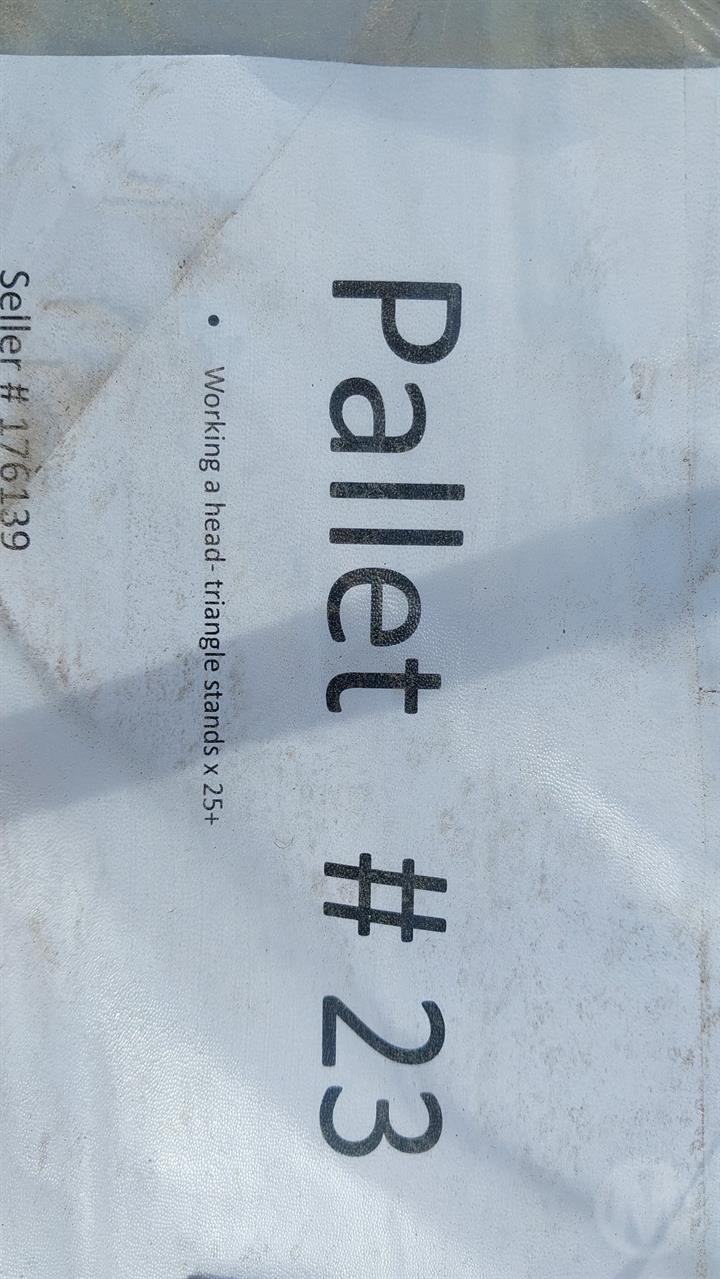 Pallet # 23
• Working a head- triangle stands x 25+
Seller # 176139